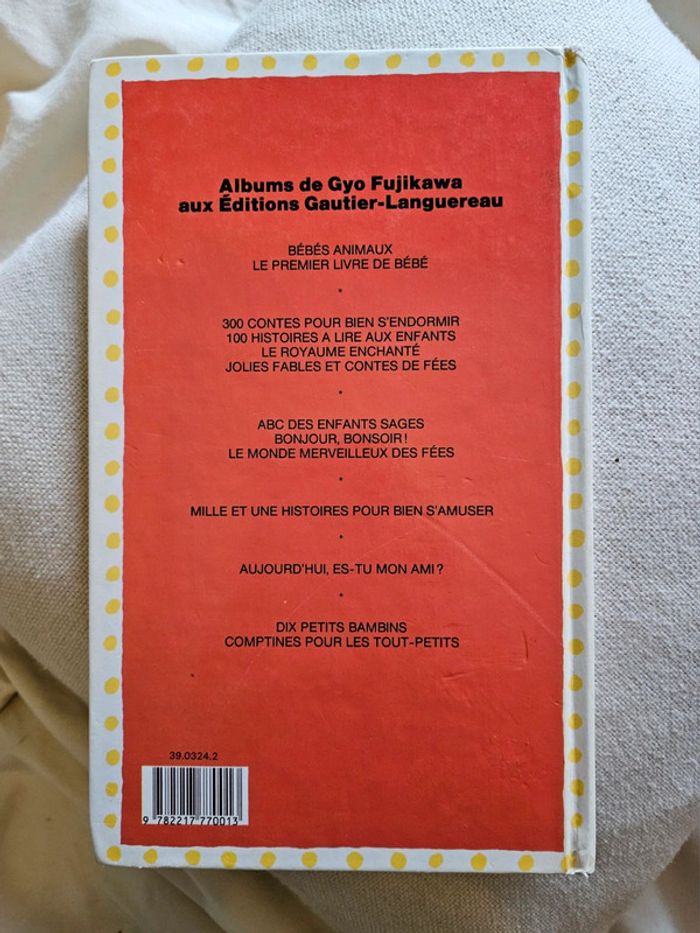 Albums de Gyo Fujikawa
aux Éditions Gautier-Languereau
BÉBÉS ANIMAUX
LE PREMIER LIVRE DE BÉBÉ
*
300 CONTES POUR BIEN S'ENDORMIR
100 HISTOIRES A LIRE AUX ENFANTS
LE ROYAUME ENCHANTÉ
JOLIES FABLES ET CONTES DE FÉES
*
ABC DES ENFANTS SAGES
BONJOUR, BONSOIR !
LE MONDE MERVEILLEUX DES FÉES
*
MILLE ET UNE HISTOIRES POUR BIEN S'AMUSER
*
AUJOURD'HUI, ES-TU MON AMI ?
*
DIX PETITS BAMBINS
COMPTINES POUR LES TOUT-PETITS
39.0324.2
9 782217 770013